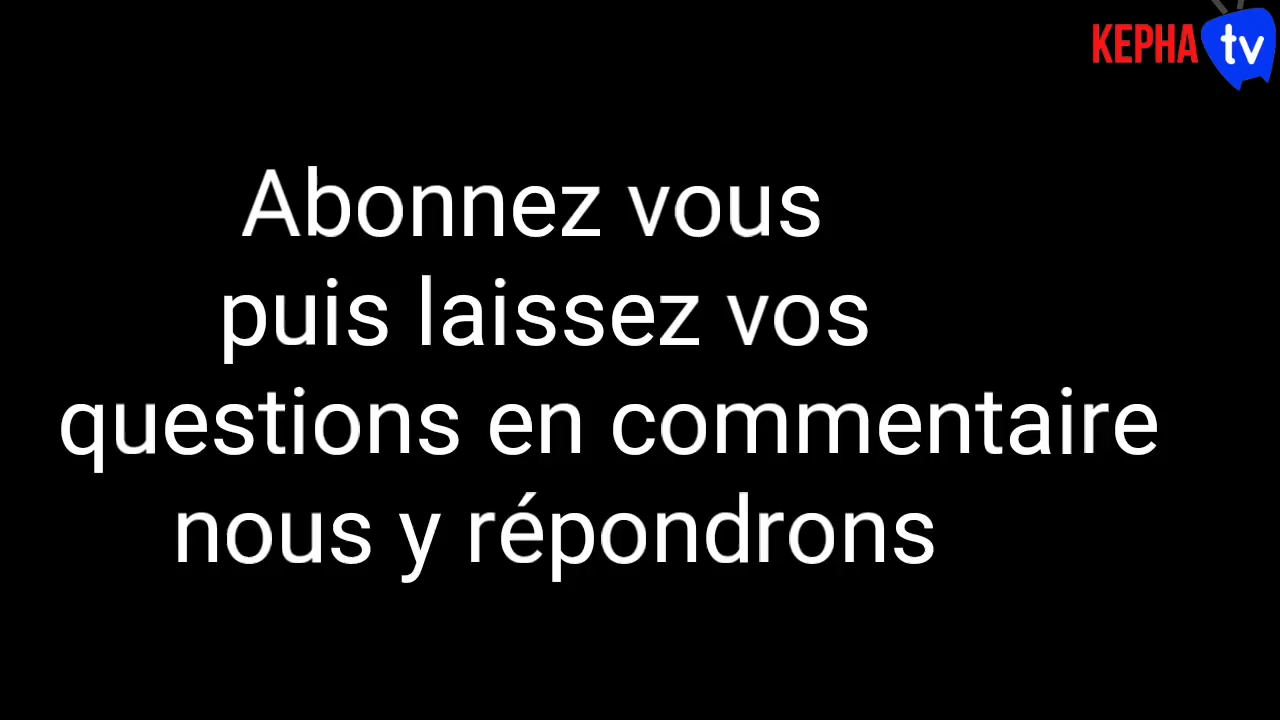 KEPHA tv
Abonnez vous
puis laissez vos
questions en commentaire
nous y répondrons